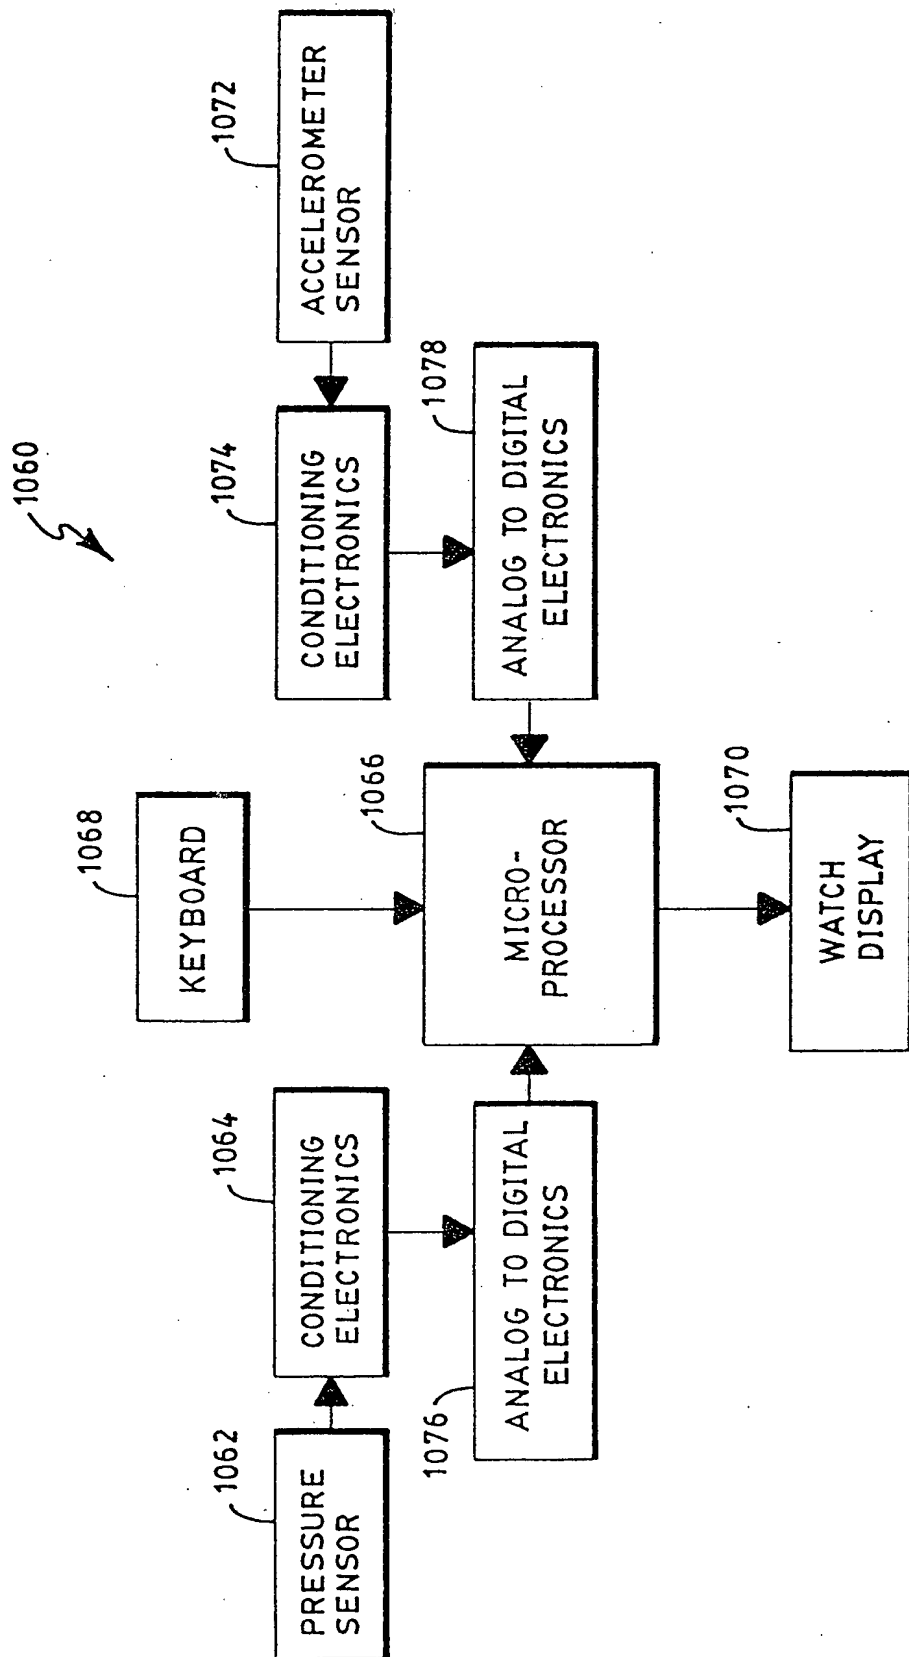 1060
1062
PRESSURE
SENSOR
1064
CONDITIONING
ELECTRONICS
1068
KEYBOARD
1074
CONDITIONING
ELECTRONICS
1072
ACCELEROMETER
SENSOR
1076
ANALOG TO DIGITAL
ELECTRONICS
1066
MICRO-
PROCESSOR
1078
ANALOG TO DIGITAL
ELECTRONICS
1070
WATCH
DISPLAY